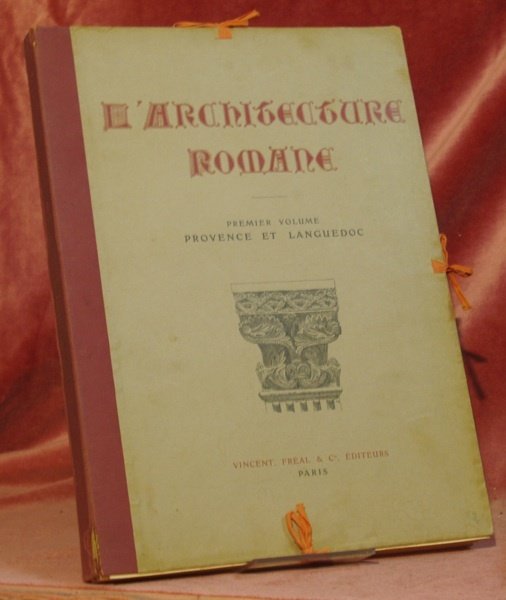 L'ARCHITECTURE
ROMANE
PREMIER VOLUME
PROVENCE ET LANGUEDOC
VINCENT, FRÉAL & Cie, ÉDITEURS
PARIS